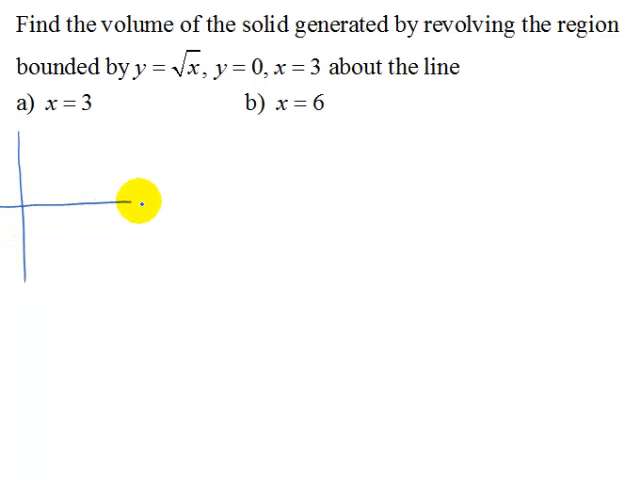 Find the volume of the solid generated by revolving the region
bounded by y = √x, y = 0, x = 3 about the line
a) x = 3 b) x = 6